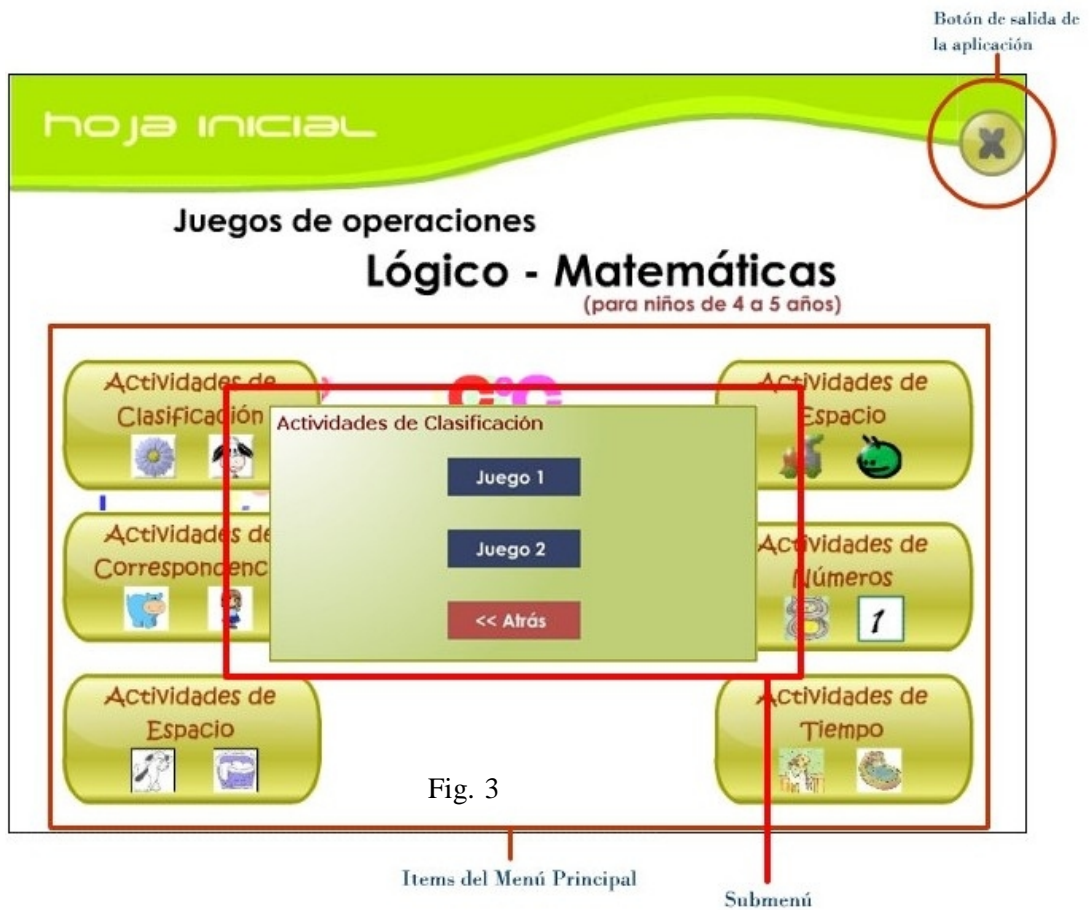 Botón de salida de
la aplicación
hoja inicial
X
Juegos de operaciones
Lógico - Matemáticas
(para niños de 4 a 5 años)
Actividades de
Clasificación
Actividades de
Espacio
Actividades de Clasificación
Juego 1
Juego 2
<< Atrás
Actividades de
Correspondenc
Actividades de
Números
1
Actividades de
Espacio
Actividades de
Tiempo
Fig. 3
Items del Menú Principal
Submenú